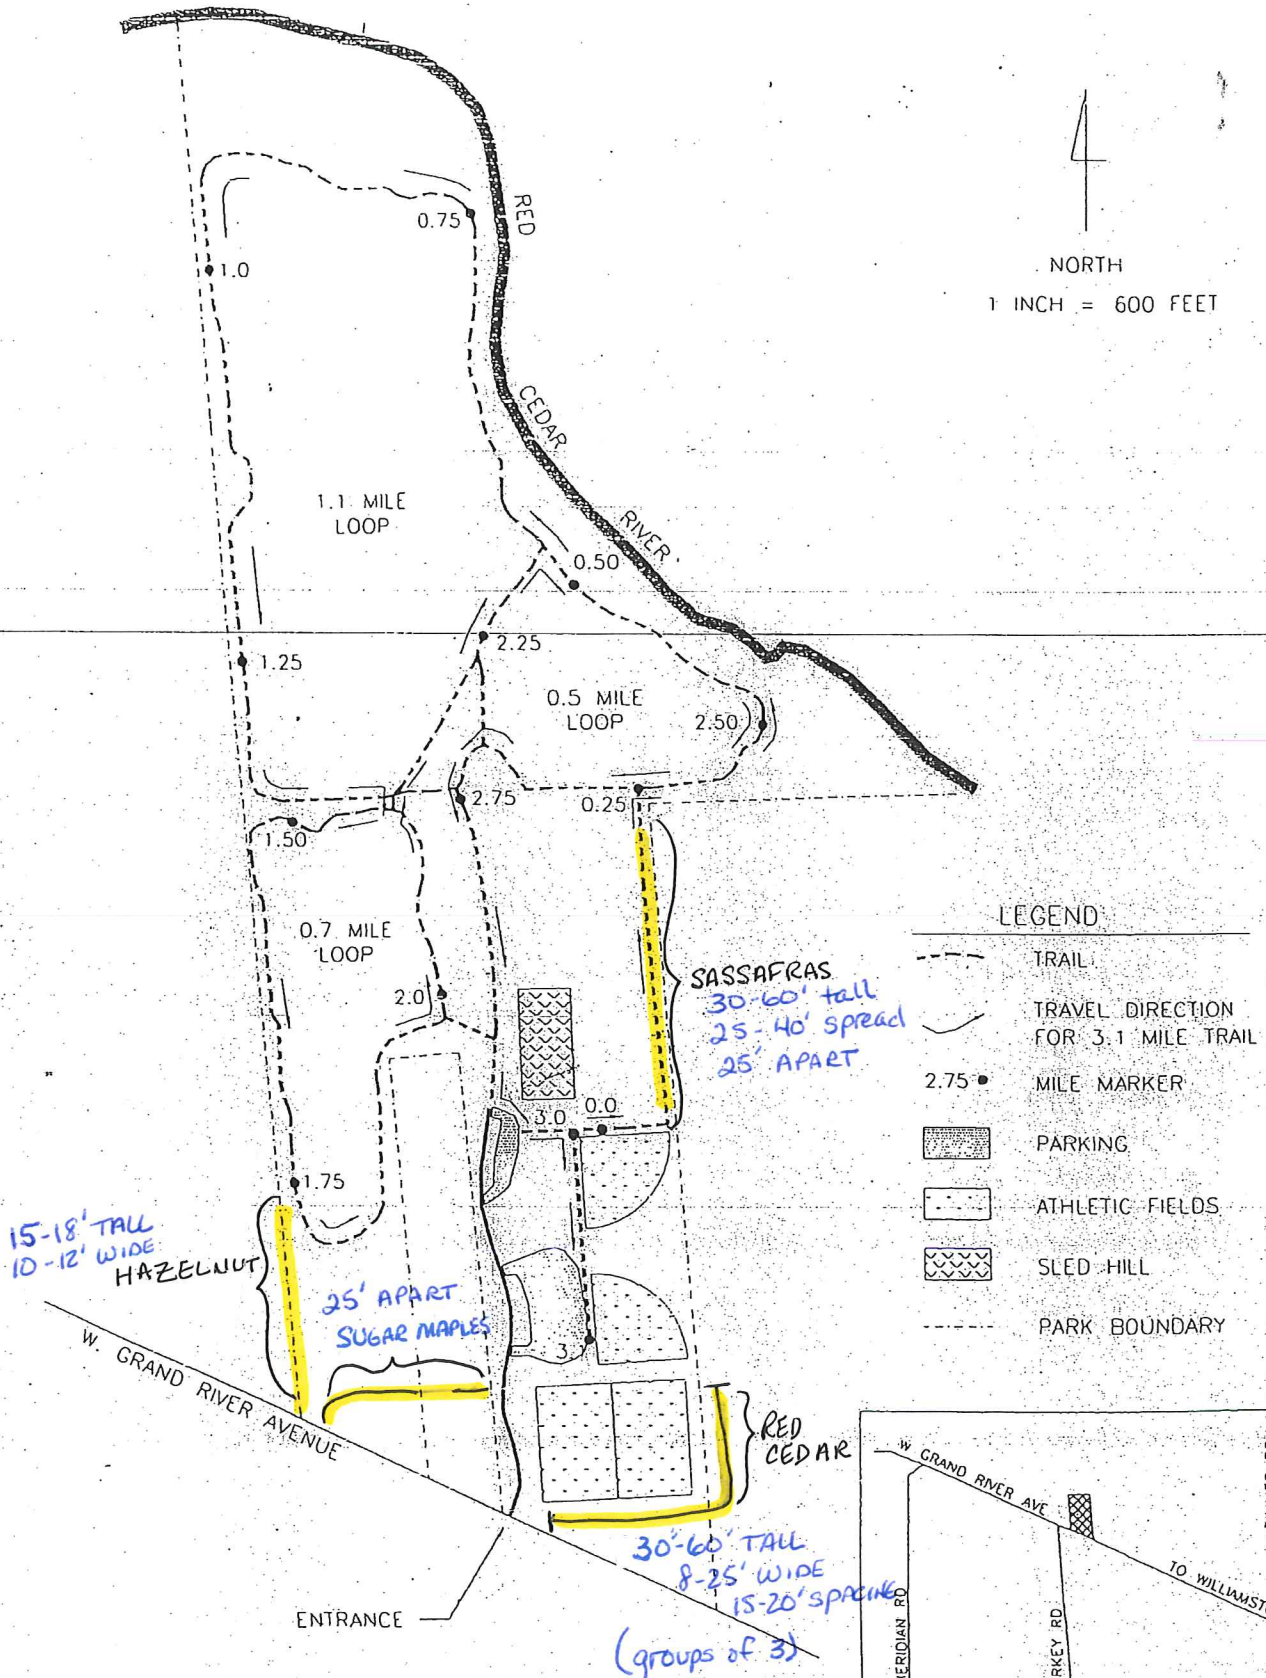 RED
CEDAR
RIVER
NORTH
1 INCH = 600 FEET
0.75
1.0
1.1 MILE
LOOP
0.50
2.25
1.25
0.5 MILE
LOOP
2.50
2.75
0.25
1.50
0.7 MILE
LOOP
2.0
SASSAFRAS
30-60' tall
25-40' spread
25' APART
LEGEND
TRAIL
TRAVEL DIRECTION
FOR 3.1 MILE TRAIL
2.75
MILE MARKER
PARKING
ATHLETIC FIELDS
SLED HILL
PARK BOUNDARY
3.0
0.0
1.75
15-18' TALL
10-12' WIDE
HAZELNUT
25' APART
SUGAR MAPLES
W. GRAND RIVER AVENUE
RED
CEDAR
30'-60' TALL
8-25' WIDE
15-20' SPACING
(groups of 3)
ENTRANCE
W GRAND RIVER AVE